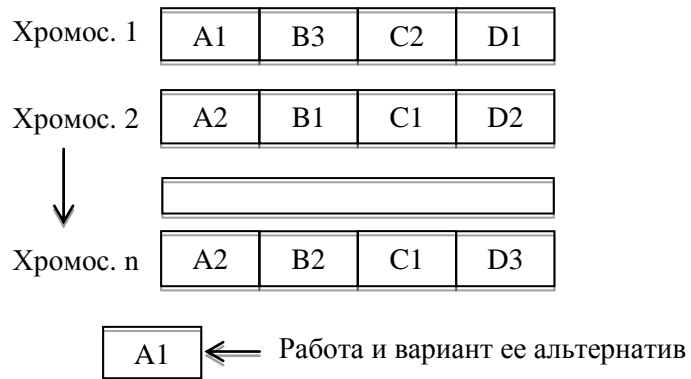 Хромос. 1 A1 B3 C2 D1
Хромос. 2 A2 B1 C1 D2
Хромос. n A2 B2 C1 D3
A1 Работа и вариант ее альтернатив